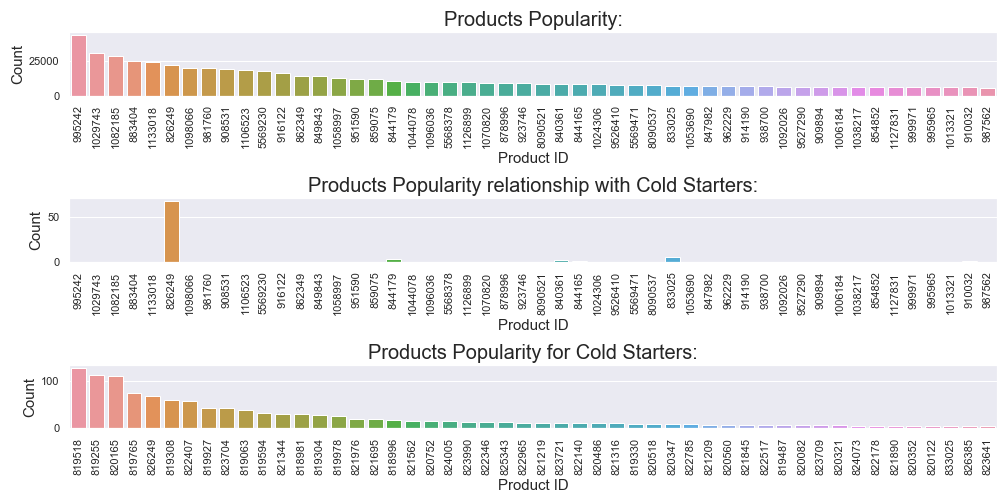 Products Popularity:
Count
25000
0
995242 1029743 1082185 883404 1133018 826249 1098066 981760 908531 1106523 5569230 916122 862349 849843 1058997 951590 859075 844179 1044078 1096036 5568378 1126899 1070820 878996 923746 8090521 840361 844165 1024306 9526410 5569471 8090537 833025 1053690 847982 962229 914190 938700 1092026 9527290 909894 1006184 1038217 854852 1127831 999971 995965 1013321 910032 987562
Product ID
Products Popularity relationship with Cold Starters:
Count
50
0
995242 1029743 1082185 883404 1133018 826249 1098066 981760 908531 1106523 5569230 916122 862349 849843 1058997 951590 859075 844179 1044078 1096036 5568378 1126899 1070820 878996 923746 8090521 840361 844165 1024306 9526410 5569471 8090537 833025 1053690 847982 962229 914190 938700 1092026 9527290 909894 1006184 1038217 854852 1127831 999971 995965 1013321 910032 987562
Product ID
Products Popularity for Cold Starters:
Count
100
0
819518 819255 820165 819765 826249 819308 822407 819927 823704 819063 819594 821344 818981 819304 819978 821976 821695 818996 821562 820752 824005 823990 822346 825343 822965 821219 823721 822140 820486 821316 819330 820518 820347 822785 821209 820560 821845 822517 819487 820082 823709 820321 824073 822178 821890 820352 820122 833025 826385 823641
Product ID